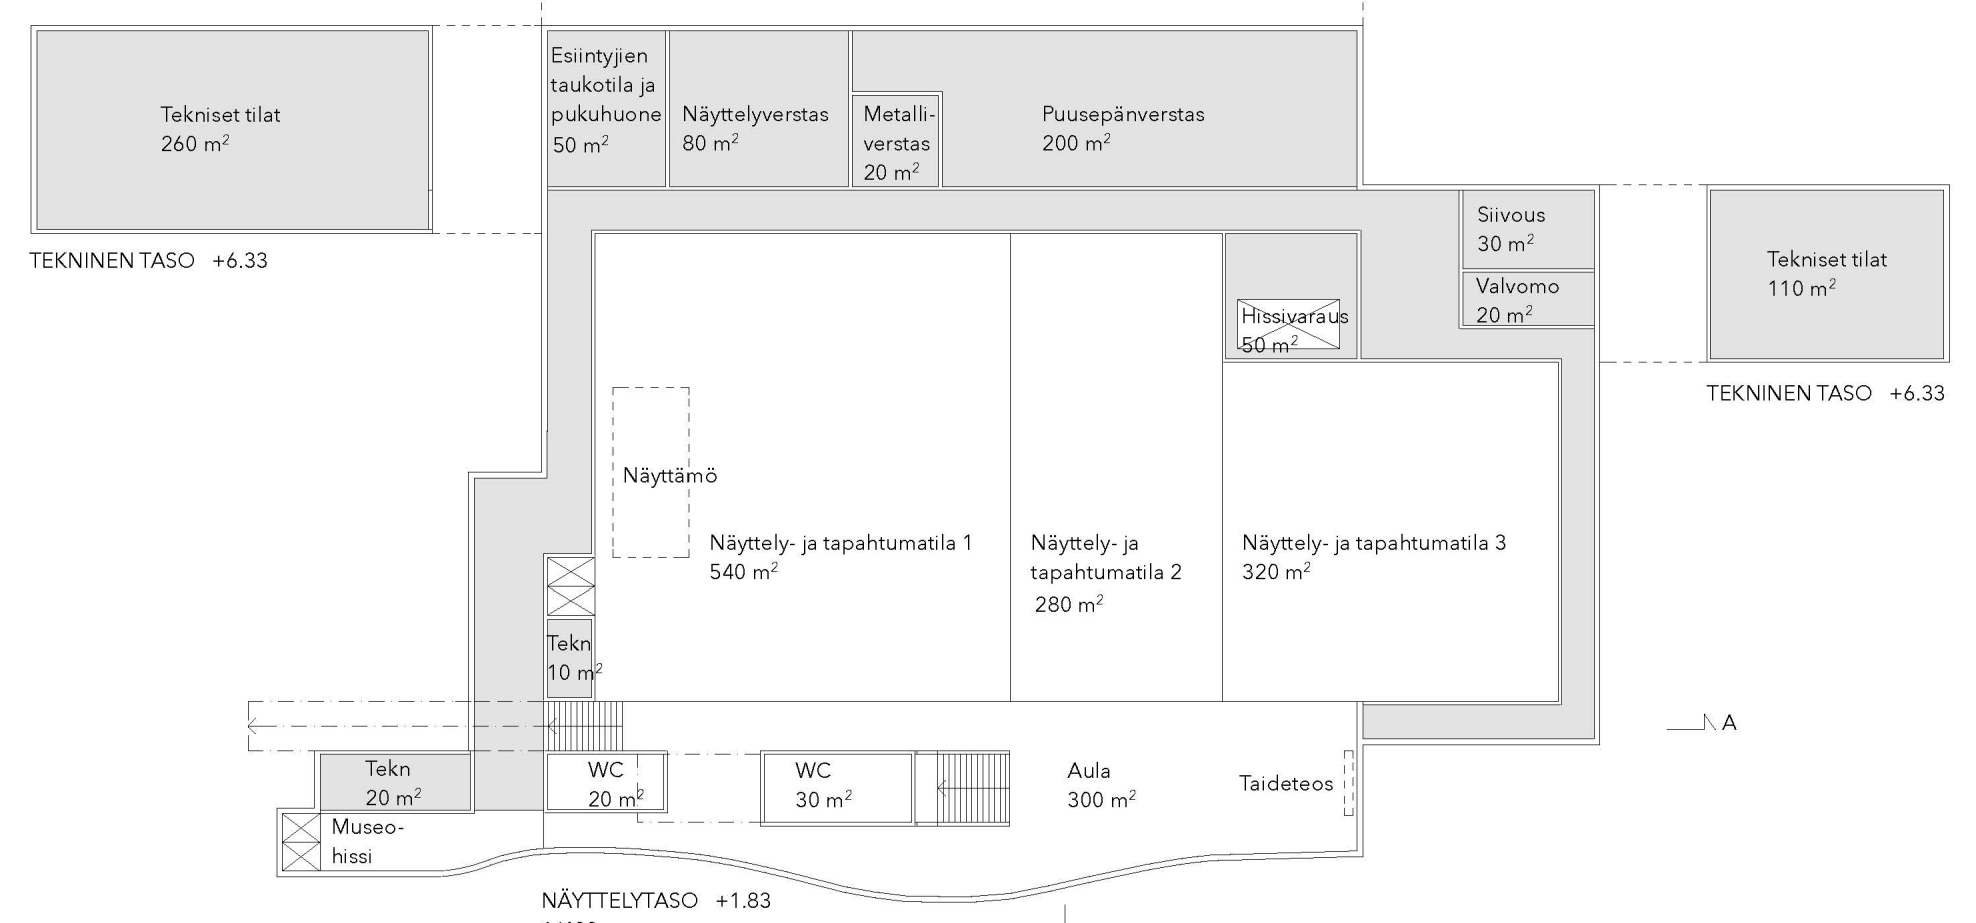 Tekniset tilat
260 m²
TEKNINEN TASO +6.33
Esiintyjien
taukotila ja
pukuhuone
50 m²
Näyttelyverstas
80 m²
Metalli-
verstas
20 m²
Puusepänverstas
200 m²
Siivous
30 m²
Valvomo
20 m²
Tekniset tilat
110 m²
TEKNINEN TASO +6.33
Hissivaraus
50 m²
Näyttämö
Näyttely- ja tapahtumatila 1
540 m²
Näyttely- ja
tapahtumatila 2
280 m²
Näyttely- ja tapahtumatila 3
320 m²
Tekn
10 m²
A
Tekn
20 m²
WC
20 m²
WC
30 m²
Aula
300 m²
Taideteos
Museo-
hissi
NÄYTTELYTASO +1.83